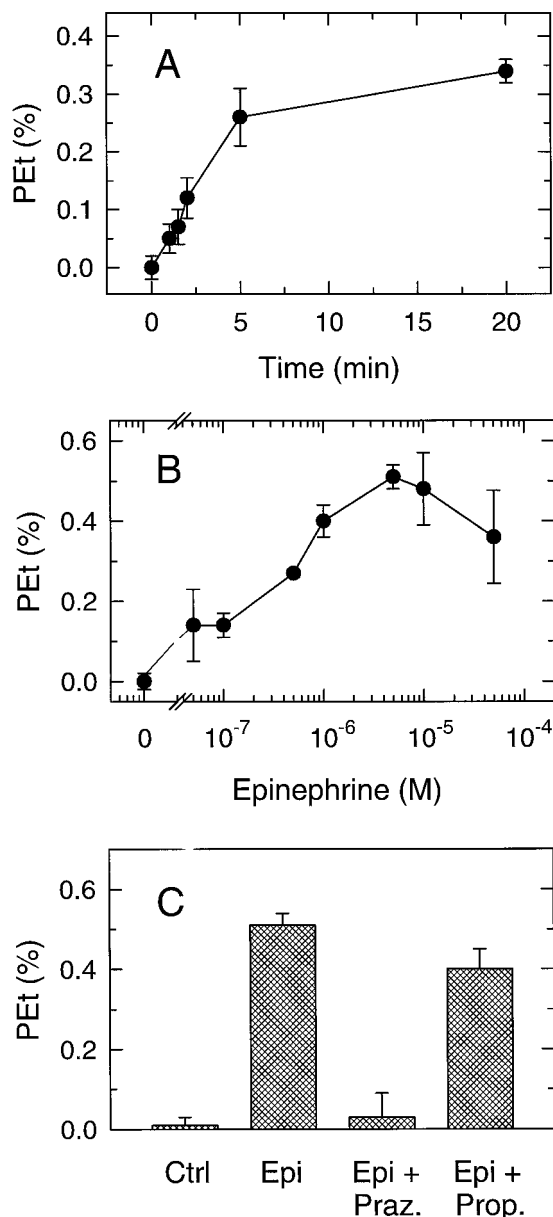 A
PEt (%)
0.4
0.3
0.2
0.1
0.0
0 5 10 15 20
Time (min)
B
PEt (%)
0.6
0.4
0.2
0.0
0 10-7 10-6 10-5 10-4
Epinephrine (M)
C
PEt (%)
0.6
0.4
0.2
0.0
Ctrl Epi Epi + Epi +
Praz. Prop.